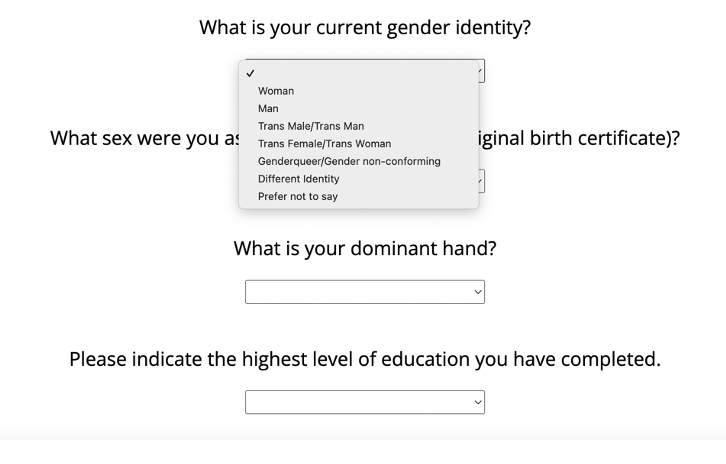 What is your current gender identity?
Woman
Man
Trans Male/Trans Man
Trans Female/Trans Woman
Genderqueer/Gender non-conforming
Different Identity
Prefer not to say
What sex were you as iginal birth certificate)?
What is your dominant hand?
Please indicate the highest level of education you have completed.